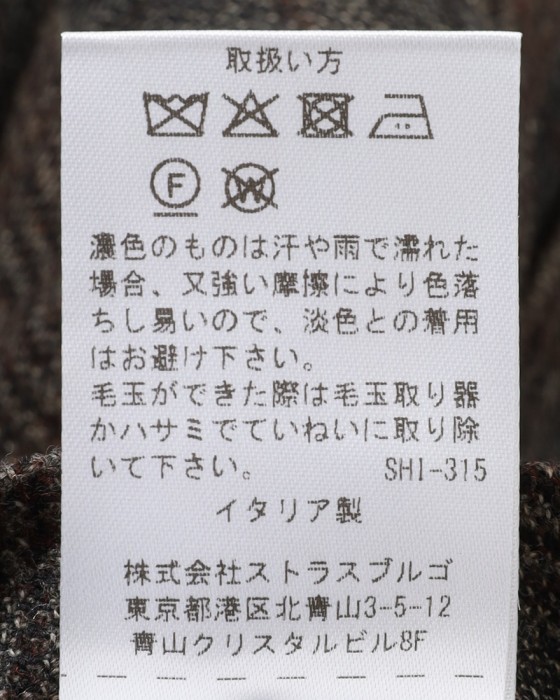 取扱い方
F W
濃色のものは汗や雨で濡れた
場合、又強い摩擦により色落
ちし易いので、淡色との着用
はお避け下さい。
毛玉ができた際は毛玉取り器
かハサミでていねいに取り除
いて下さい。 SHI-315
イタリア製
株式会社ストラスブルゴ
東京都港区北青山3-5-12
青山クリスタルビル8F